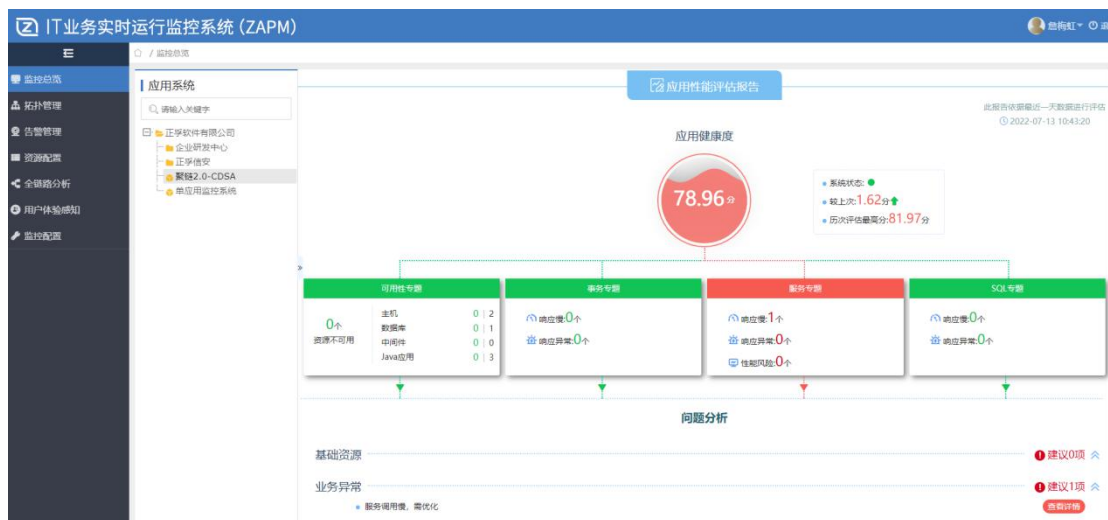 IT业务实时运行监控系统 (ZAPM)
詹梅虹
/ 监控总览
监控总览
拓扑管理
告警管理
资源配置
全链路分析
用户体验感知
监控配置
应用系统
请输入关键字
正孚软件有限公司
企业研发中心
正孚信安
聚链2.0-CDSA
单应用监控系统
应用性能评估报告
此报告依据最近一天数据进行评估
2022-07-13 10:43:20
应用健康度
78.96分
系统状态:
较上次:1.62分
历次评估最高分:81.97分
可用性专题
0个
资源不可用
主机 0 | 2
数据库 0 | 1
中间件 0 | 0
Java应用 0 | 3
事务专题
响应慢:0个
响应异常:0个
服务专题
响应慢:1个
响应异常:0个
性能风险:0个
SQL专题
响应慢:0个
响应异常:0个
问题分析
基础资源
建议0项
业务异常
建议1项
服务调用慢，需优化
查看详情